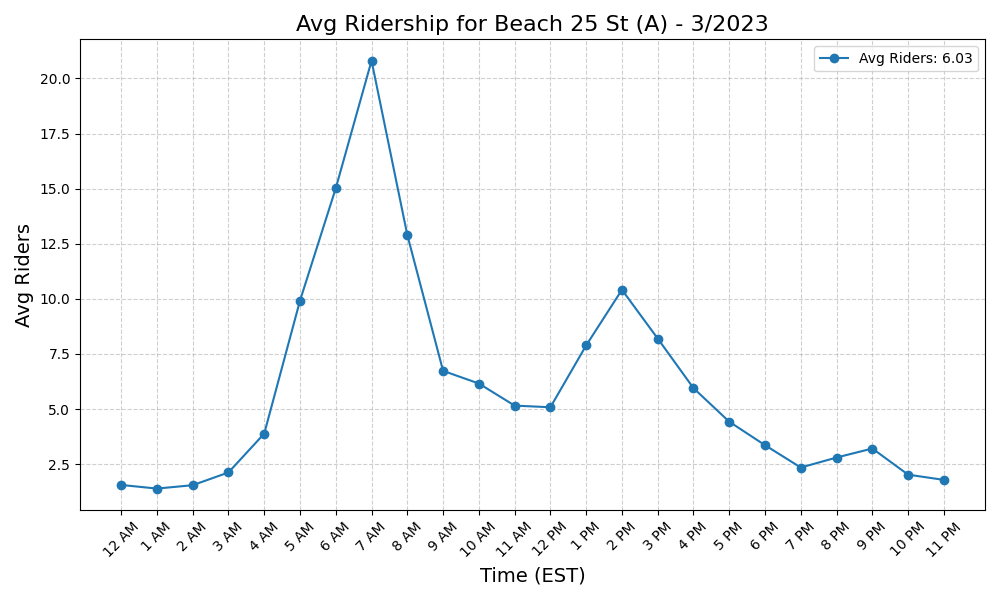 Avg Ridership for Beach 25 St (A) - 3/2023
Avg Riders: 6.03
Avg Riders
20.0
17.5
15.0
12.5
10.0
7.5
5.0
2.5
12 AM
1 AM
2 AM
3 AM
4 AM
5 AM
6 AM
7 AM
8 AM
9 AM
10 AM
11 AM
12 PM
1 PM
2 PM
3 PM
4 PM
5 PM
6 PM
7 PM
8 PM
9 PM
10 PM
11 PM
Time (EST)